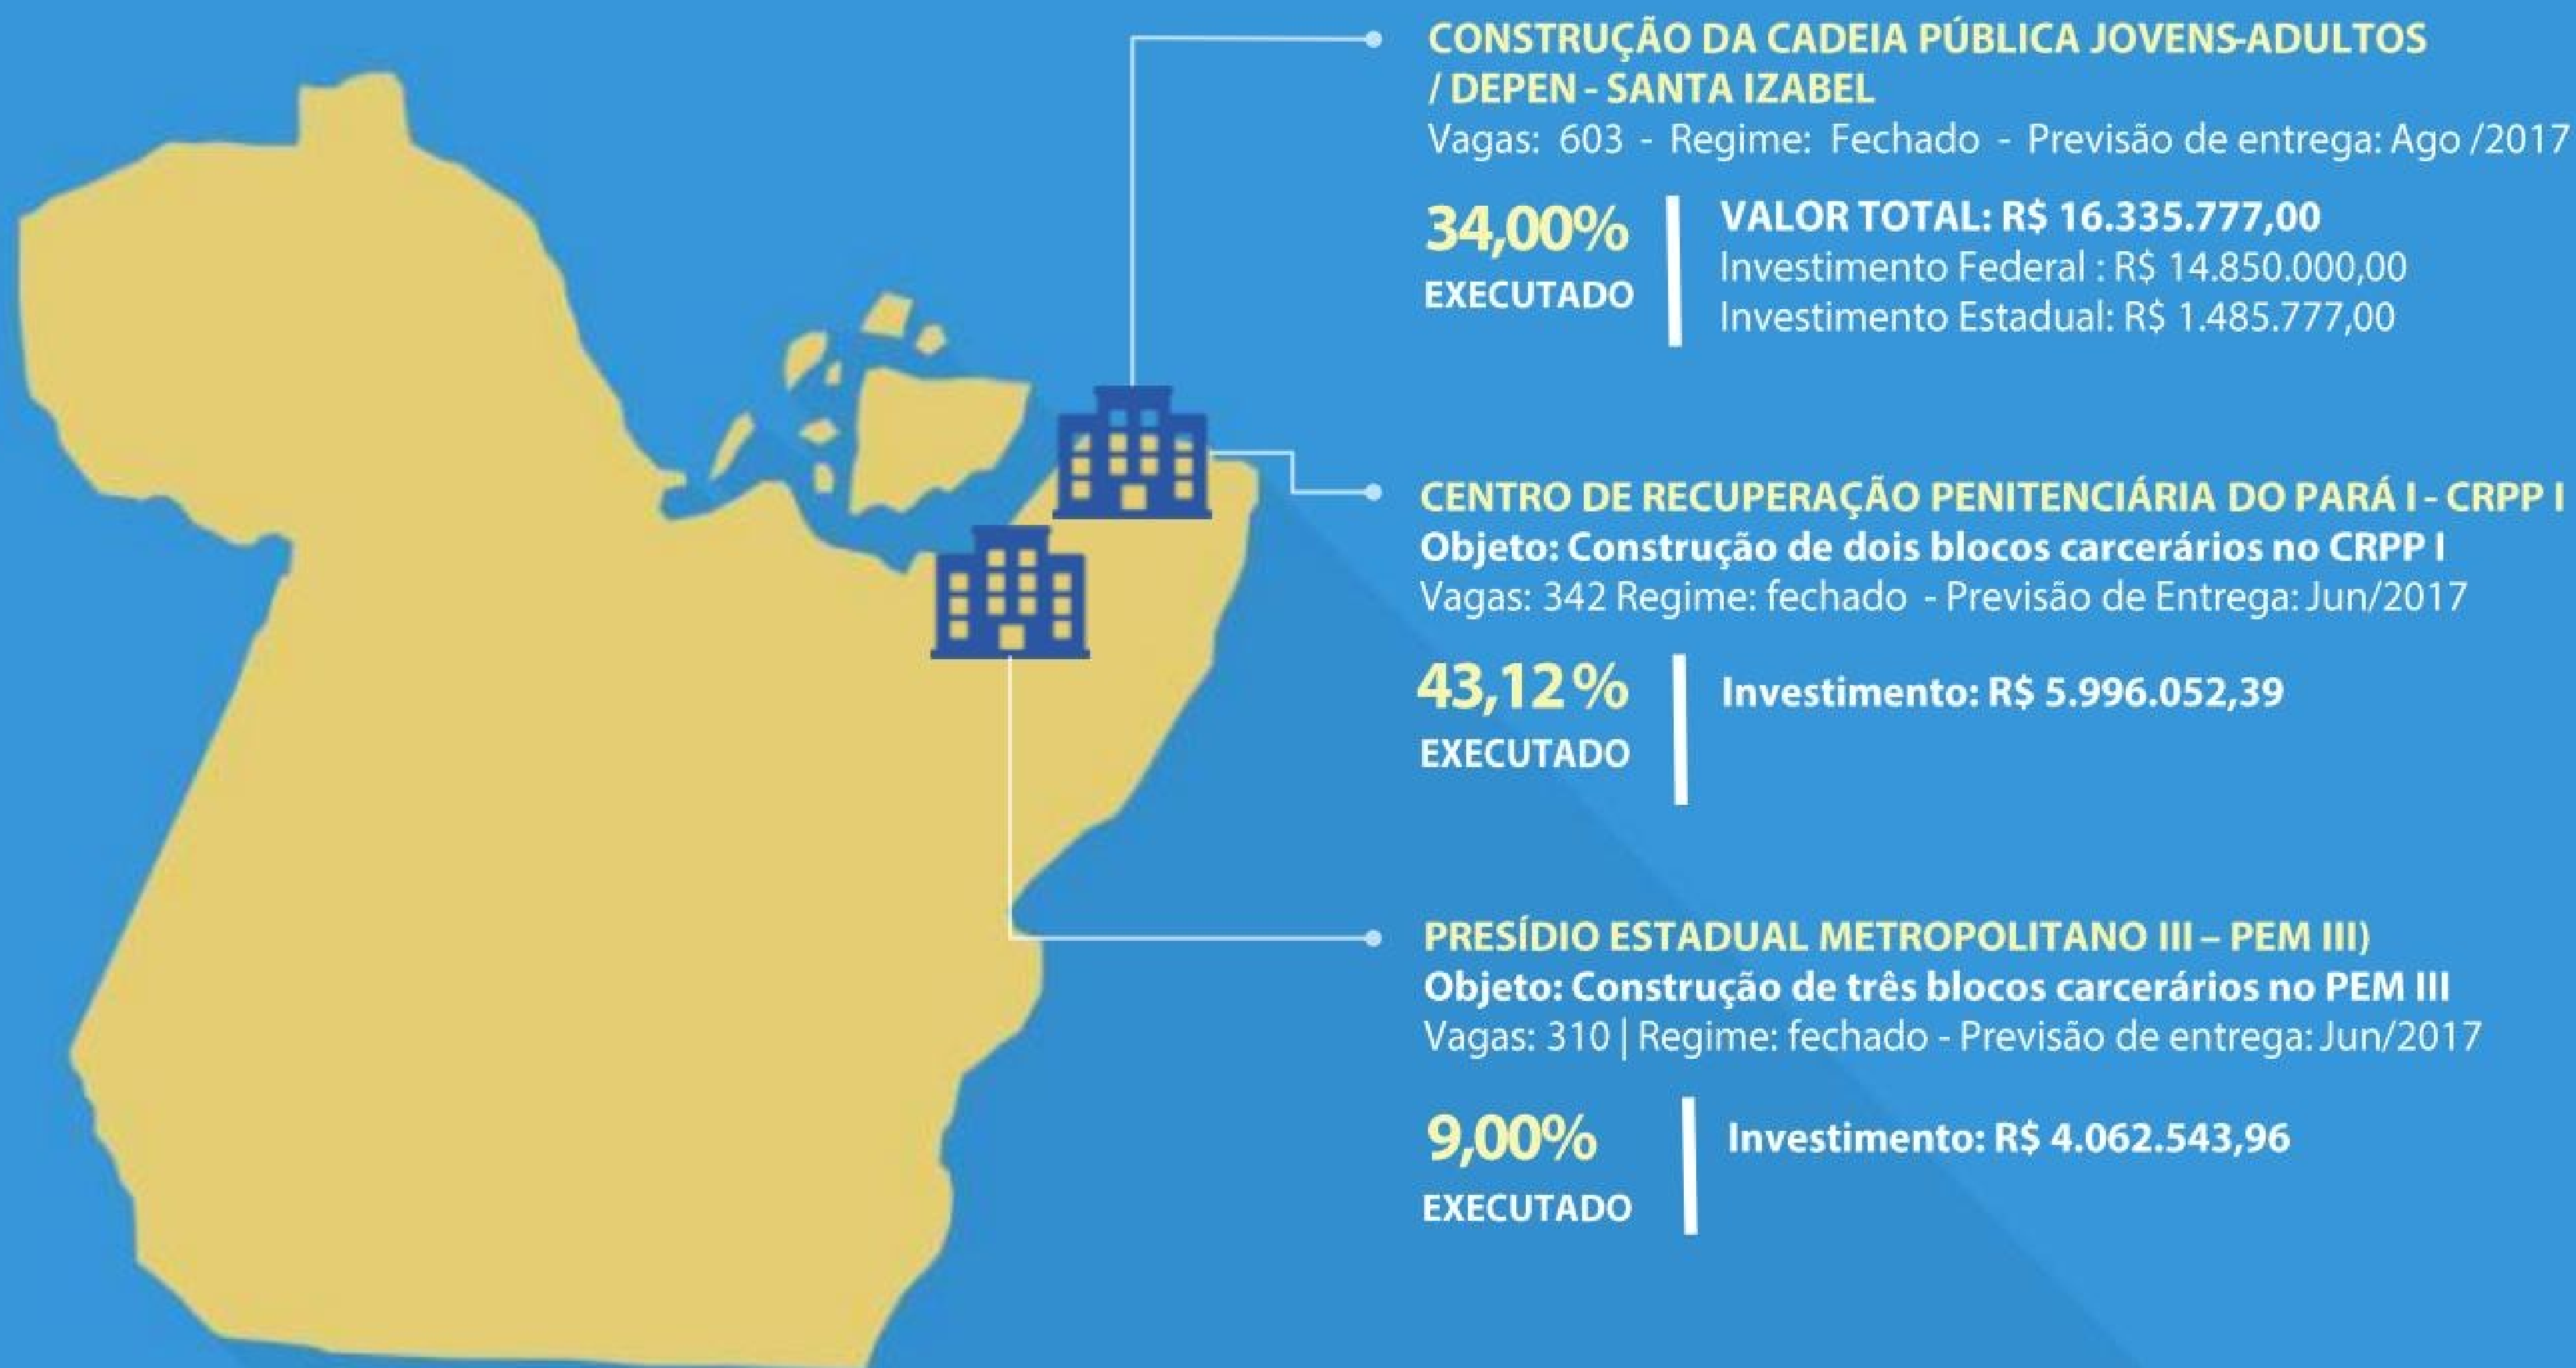 CONSTRUÇÃO DA CADEIA PÚBLICA JOVENS-ADULTOS
/ DEPEN - SANTA IZABEL
Vagas: 603 - Regime: Fechado - Previsão de entrega: Ago /2017
34,00%
EXECUTADO
VALOR TOTAL: R$ 16.335.777,00
Investimento Federal : R$ 14.850.000,00
Investimento Estadual: R$ 1.485.777,00
CENTRO DE RECUPERAÇÃO PENITENCIÁRIA DO PARÁ I - CRPP I
Objeto: Construção de dois blocos carcerários no CRPP I
Vagas: 342 Regime: fechado - Previsão de Entrega: Jun/2017
43,12 %
EXECUTADO
Investimento: R$ 5.996.052,39
PRESÍDIO ESTADUAL METROPOLITANO III – PEM III)
Objeto: Construção de três blocos carcerários no PEM III
Vagas: 310 | Regime: fechado - Previsão de entrega: Jun/2017
9,00%
EXECUTADO
Investimento: R$ 4.062.543,96